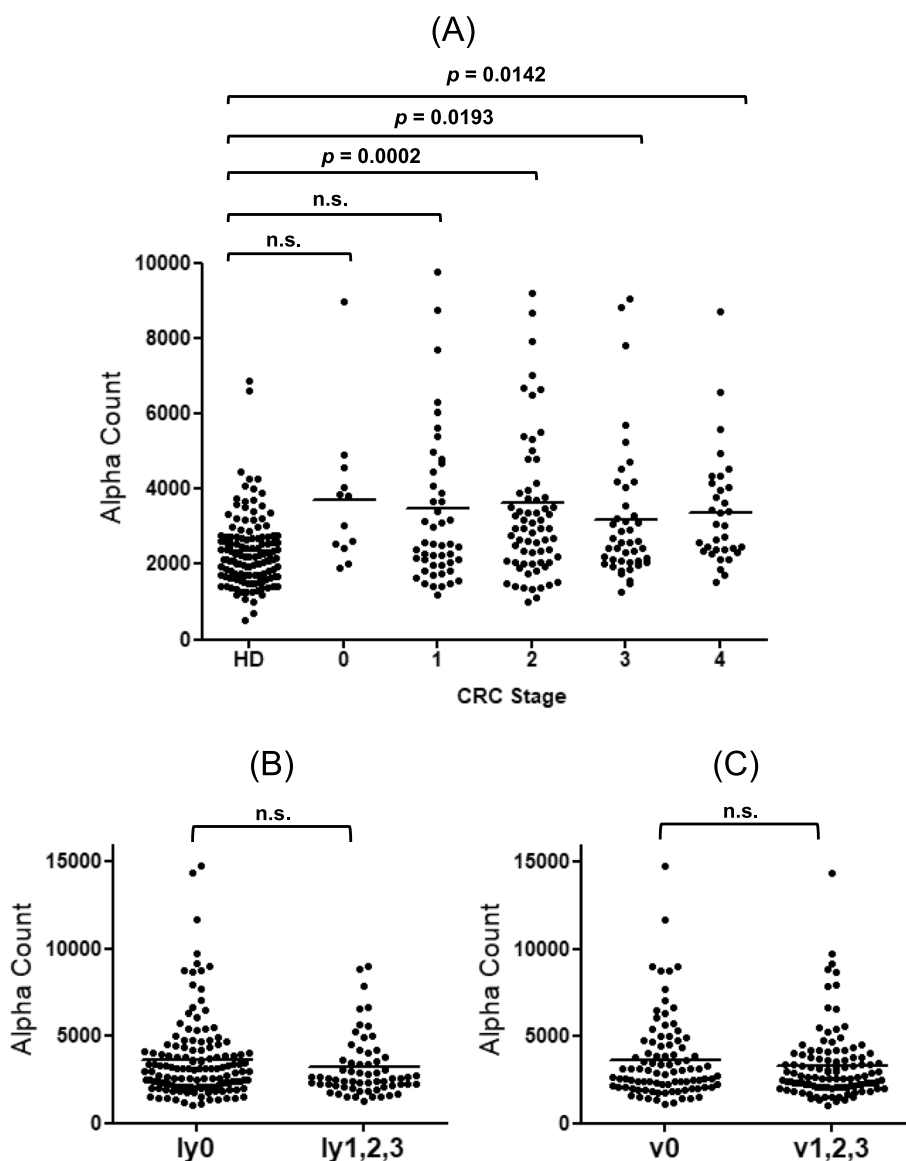 (A)
p = 0.0142
p = 0.0193
p = 0.0002
n.s.
n.s.
10000
8000
6000
4000
2000
0
Alpha Count
HD 0 1 2 3 4
CRC Stage
(B)
n.s.
15000
10000
5000
0
Alpha Count
ly0 ly1,2,3
(C)
n.s.
15000
10000
5000
0
Alpha Count
v0 v1,2,3